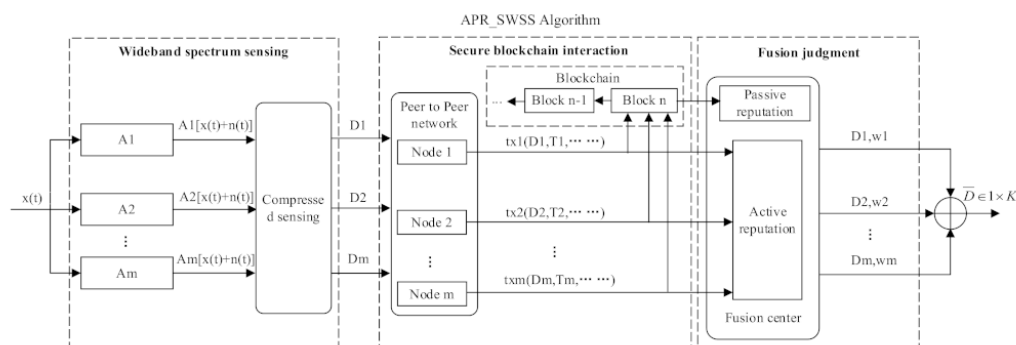 APR_SWSS Algorithm
Wideband spectrum sensing
x(t)
A1
A1[x(t)+n(t)]
A2
A2[x(t)+n(t)]
⋮
Am
Am[x(t)+n(t)]
Compresse
d sensing
D1
D2
⋮
Dm
Secure blockchain interaction
Blockchain
...
Block n-1
Block n
Peer to Peer
network
Node 1
Node 2
⋮
Node m
tx1(D1,T1,⋯ ⋯)
tx2(D2,T2,⋯ ⋯)
⋮
txm(Dm,Tm,⋯ ⋯)
Fusion judgment
Passive
reputation
Active
reputation
Fusion center
D1,w1
D2,w2
⋮
Dm,wm
D̅∈1×K